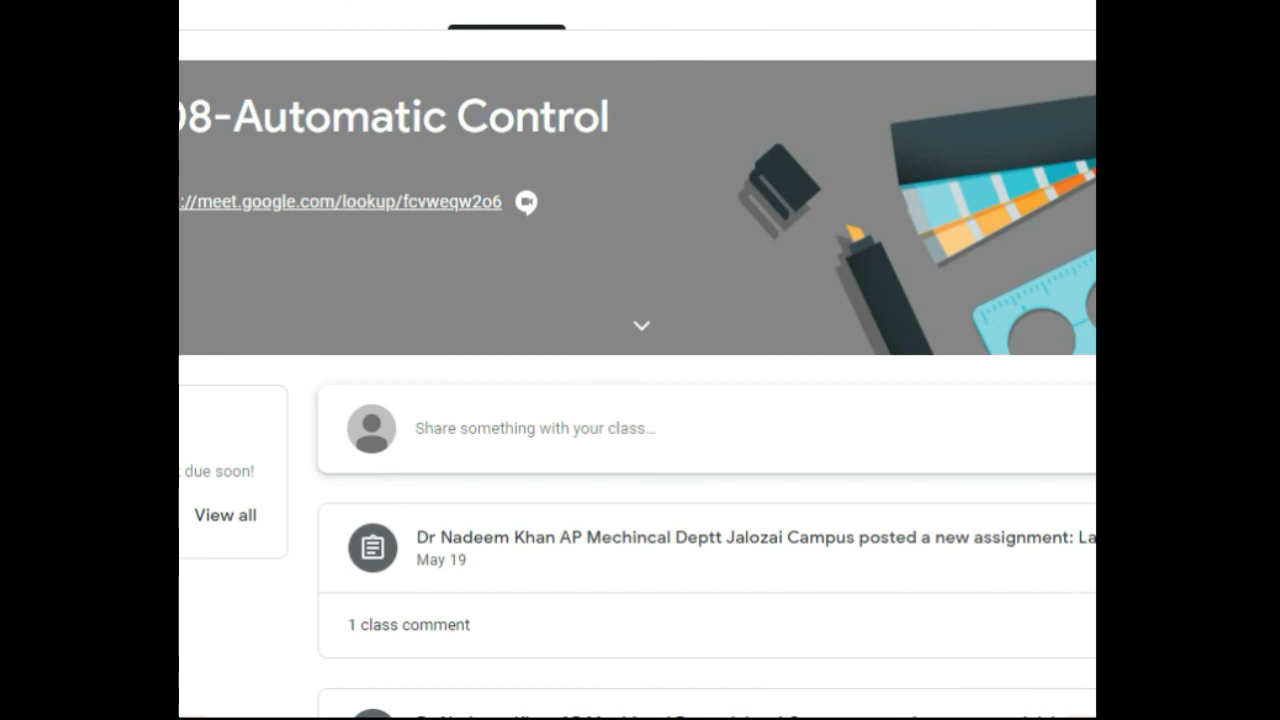 08-Automatic Control
://meet.google.com/lookup/fcvweqw2o6
Share something with your class...
due soon!
View all
Dr Nadeem Khan AP Mechincal Deptt Jalozai Campus posted a new assignment: La
May 19
1 class comment